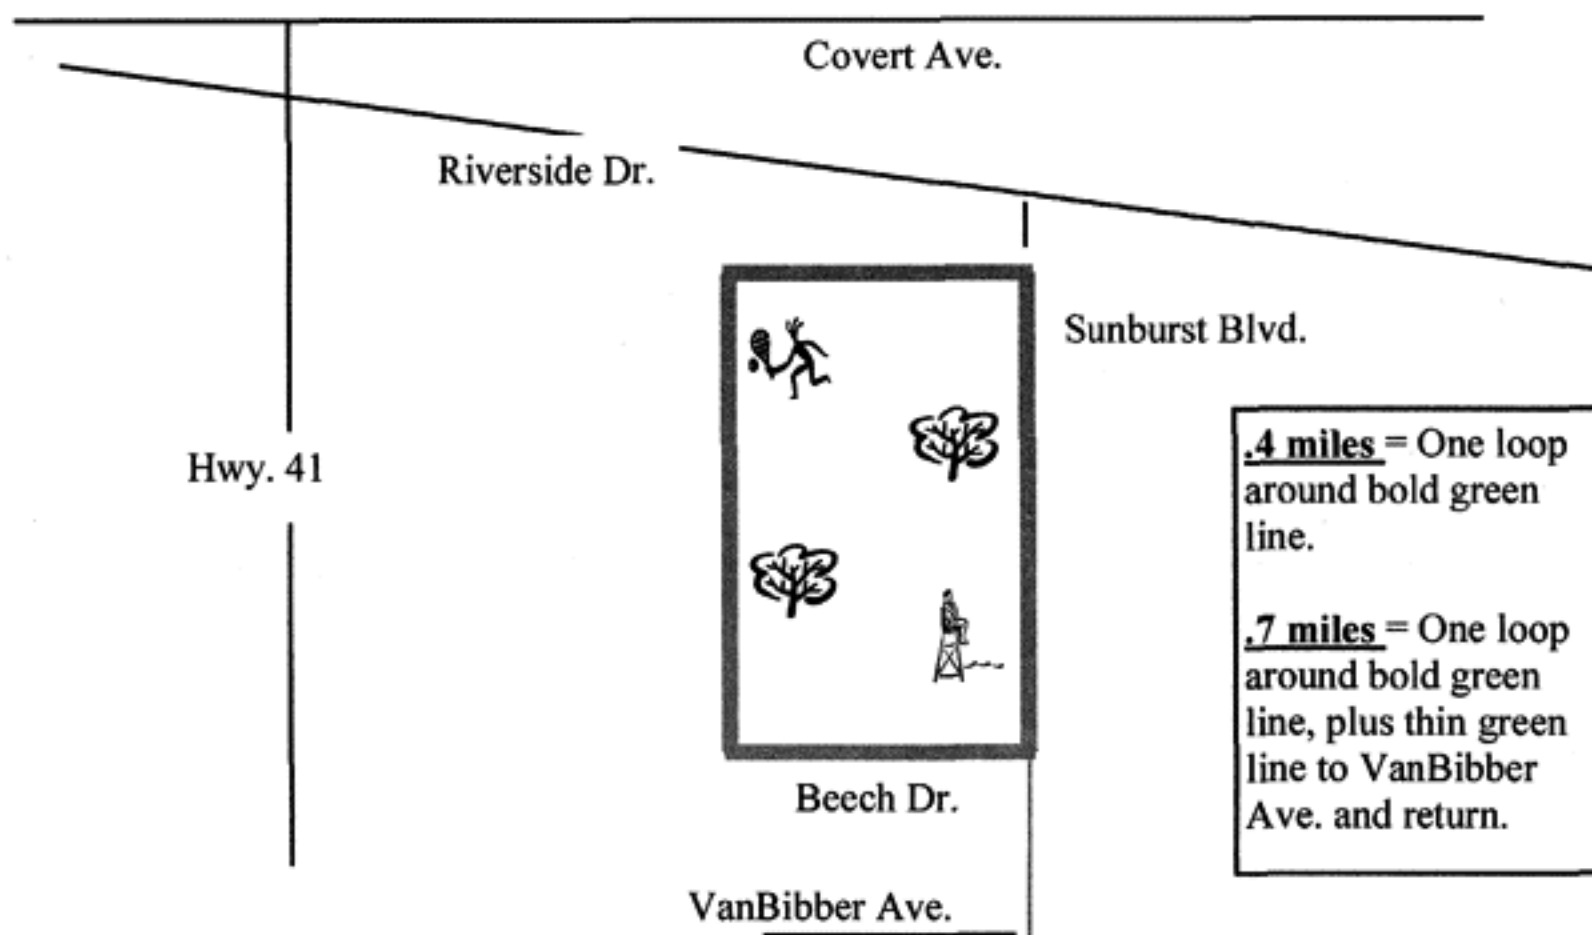 Covert Ave.
Riverside Dr.
Sunburst Blvd.
Hwy. 41
.4 miles = One loop
around bold green
line.
.7 miles = One loop
around bold green
line, plus thin green
line to VanBibber
Ave. and return.
Beech Dr.
VanBibber Ave.